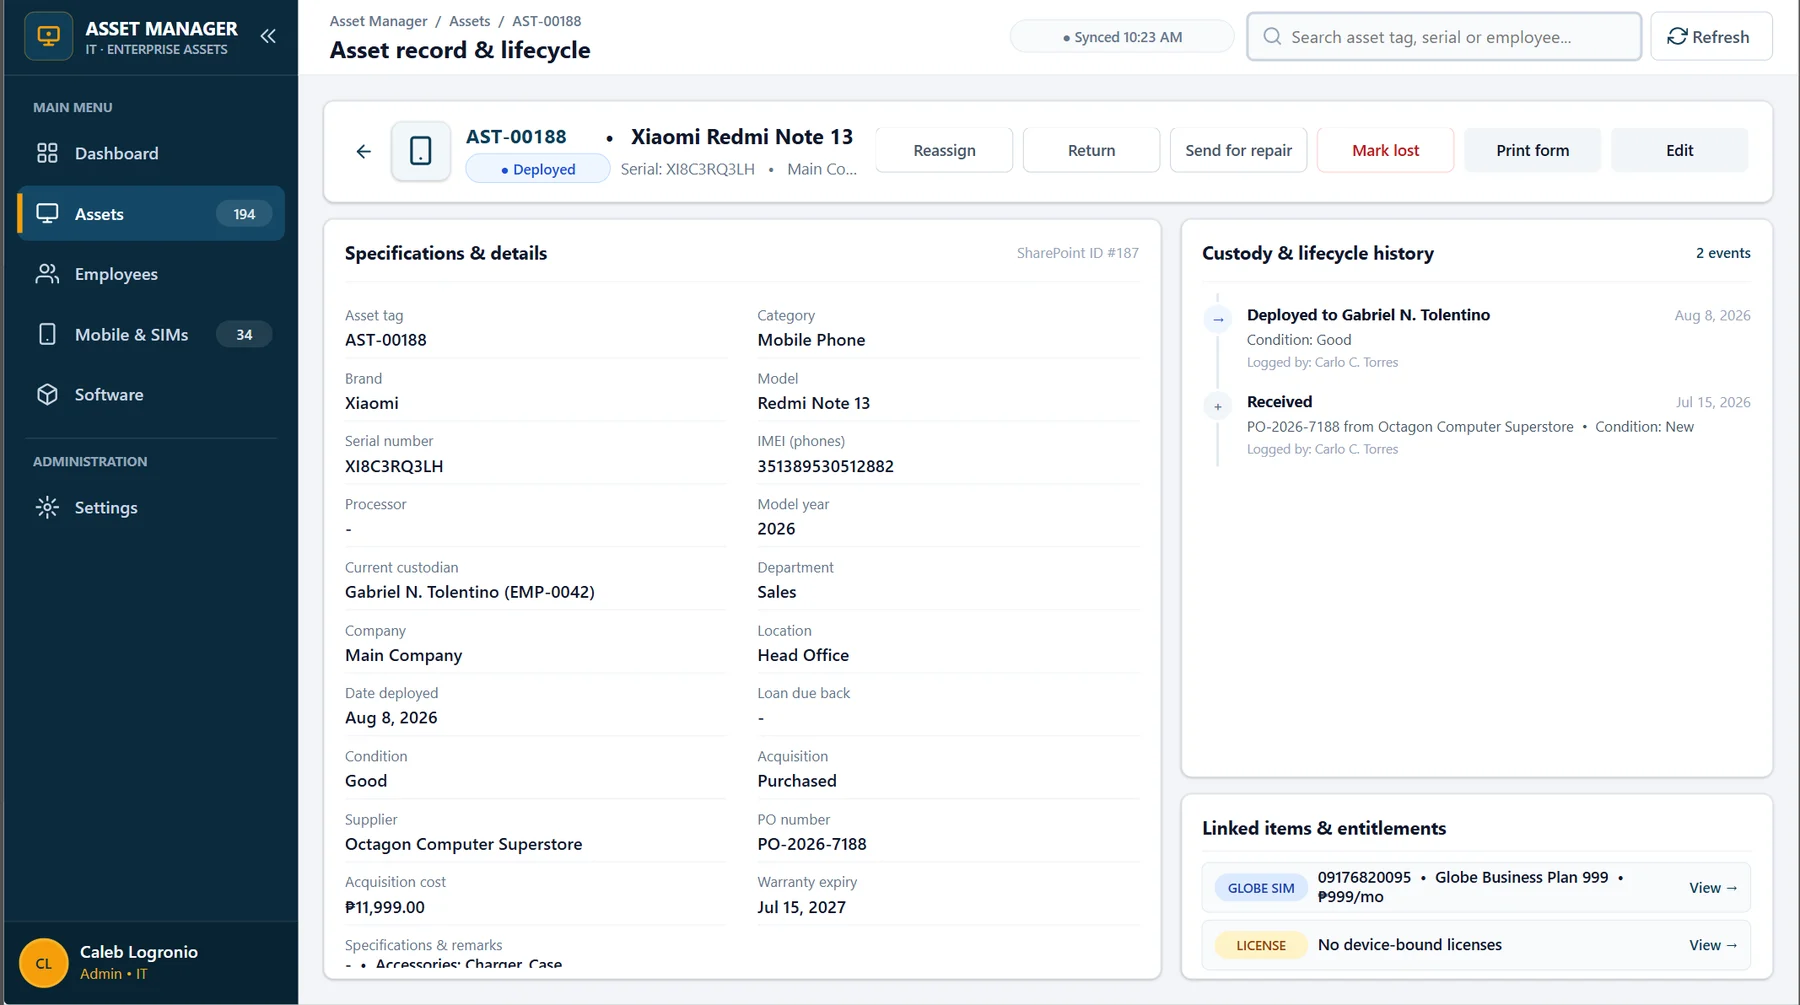 ASSET MANAGER
IT · ENTERPRISE ASSETS
MAIN MENU
Dashboard
Assets 194
Employees
Mobile & SIMs 34
Software
ADMINISTRATION
Settings
CL
Caleb Logronio
Admin • IT
Asset Manager / Assets / AST-00188
Asset record & lifecycle
● Synced 10:23 AM
Search asset tag, serial or employee...
Refresh
AST-00188 • Xiaomi Redmi Note 13
● Deployed Serial: XI8C3RQ3LH • Main Co...
Reassign
Return
Send for repair
Mark lost
Print form
Edit
Specifications & details SharePoint ID #187
Asset tag
AST-00188
Category
Mobile Phone
Brand
Xiaomi
Model
Redmi Note 13
Serial number
XI8C3RQ3LH
IMEI (phones)
351389530512882
Processor
-
Model year
2026
Current custodian
Gabriel N. Tolentino (EMP-0042)
Department
Sales
Company
Main Company
Location
Head Office
Date deployed
Aug 8, 2026
Loan due back
-
Condition
Good
Acquisition
Purchased
Supplier
Octagon Computer Superstore
PO number
PO-2026-7188
Acquisition cost
₱11,999.00
Warranty expiry
Jul 15, 2027
Specifications & remarks
- • Accessories: Charger, Case
Custody & lifecycle history 2 events
→ Deployed to Gabriel N. Tolentino Aug 8, 2026
Condition: Good
Logged by: Carlo C. Torres
+ Received Jul 15, 2026
PO-2026-7188 from Octagon Computer Superstore • Condition: New
Logged by: Carlo C. Torres
Linked items & entitlements
GLOBE SIM 09176820095 • Globe Business Plan 999 •
₱999/mo
View →
LICENSE No device-bound licenses View →